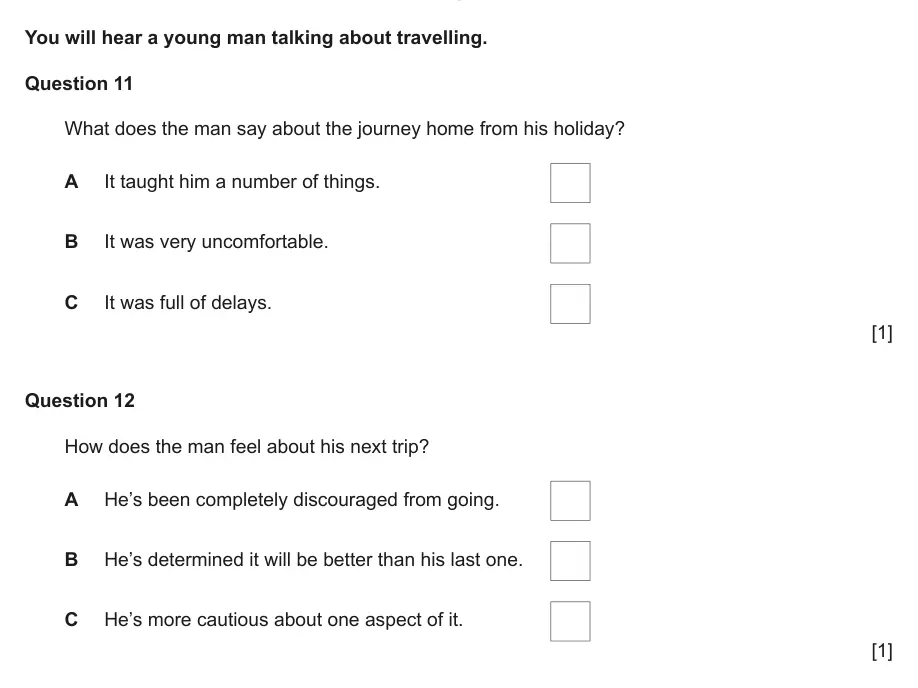 You will hear a young man talking about travelling.
Question 11
What does the man say about the journey home from his holiday?
A It taught him a number of things.
B It was very uncomfortable.
C It was full of delays.
[1]
Question 12
How does the man feel about his next trip?
A He’s been completely discouraged from going.
B He’s determined it will be better than his last one.
C He’s more cautious about one aspect of it.
[1]